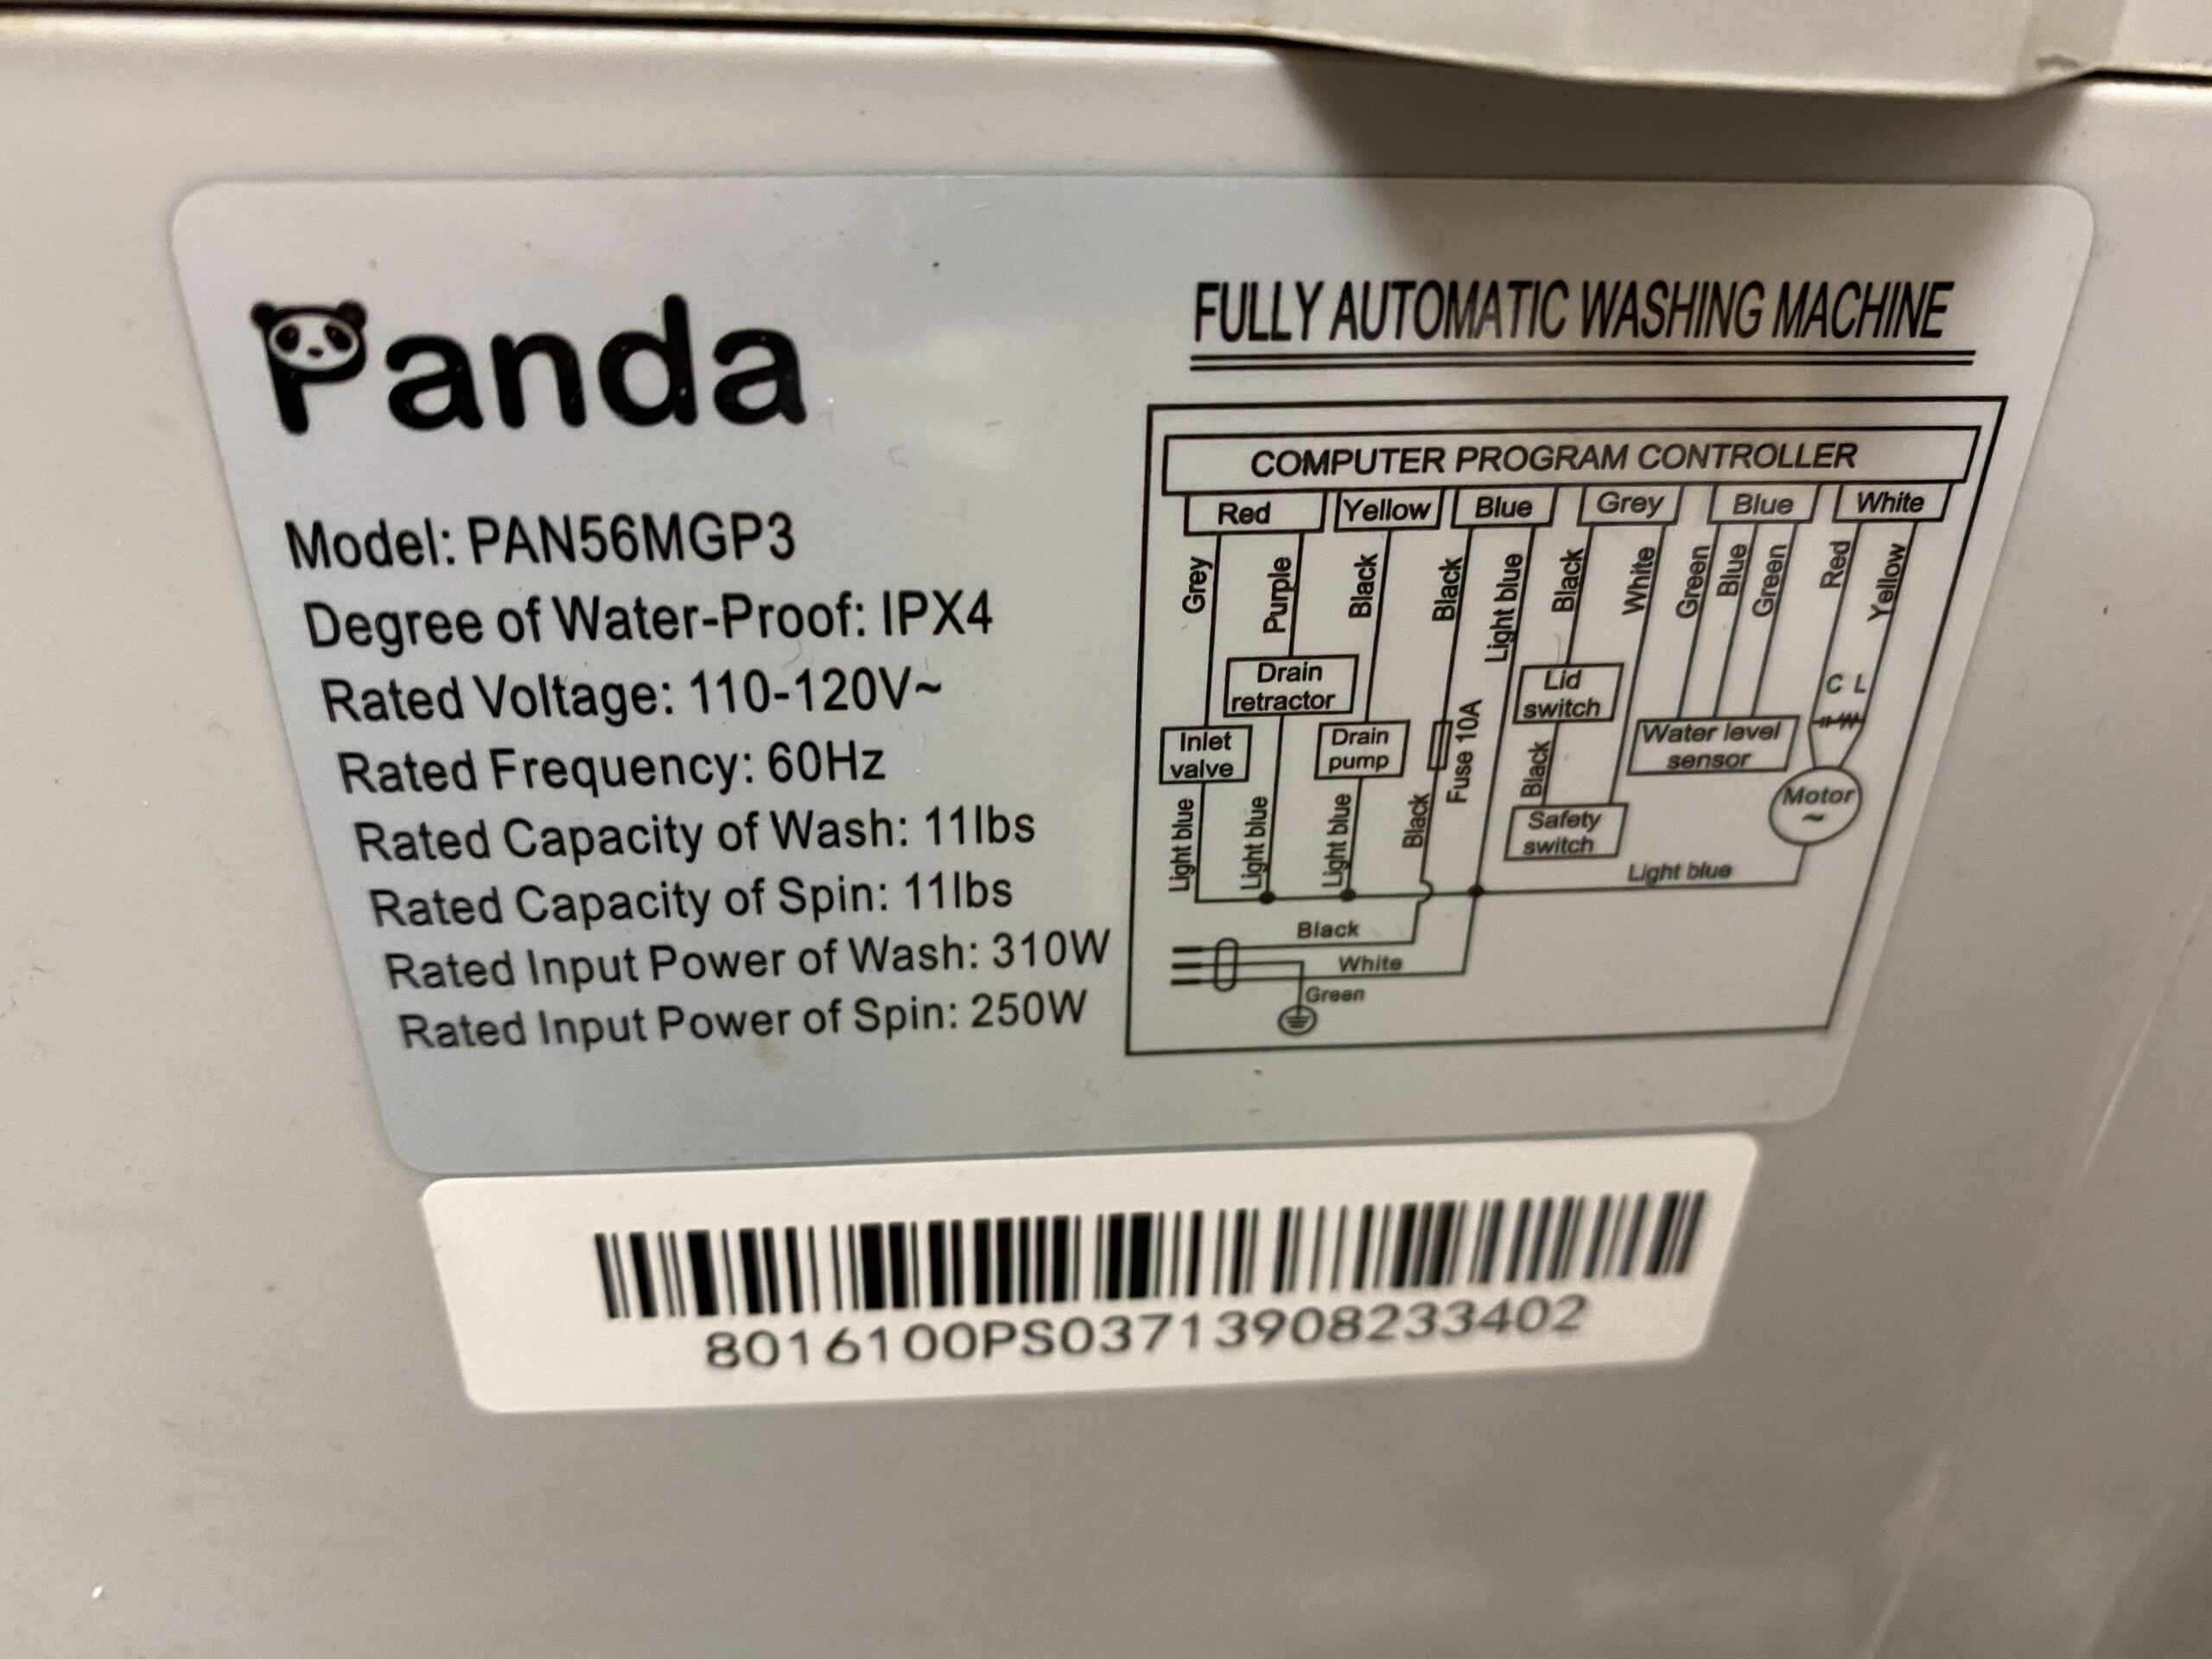 Panda
Model: PAN56MGP3
Degree of Water-Proof: IPX4
Rated Voltage: 110-120V~
Rated Frequency: 60Hz
Rated Capacity of Wash: 11lbs
Rated Capacity of Spin: 11lbs
Rated Input Power of Wash: 310W
Rated Input Power of Spin: 250W
FULLY AUTOMATIC WASHING MACHINE
COMPUTER PROGRAM CONTROLLER
Red Yellow Blue Grey Blue White
Grey Purple Black Black Light blue Black White Green Blue Green Red Yellow
Drain
retractor
Lid
switch
C L
Inlet
valve
Drain
pump
Fuse 10A
Black
Water level
sensor
Motor
~
Safety
switch
Light blue Light blue Light blue Black
Light blue
Black
White
Green
8016100PS03713908233402